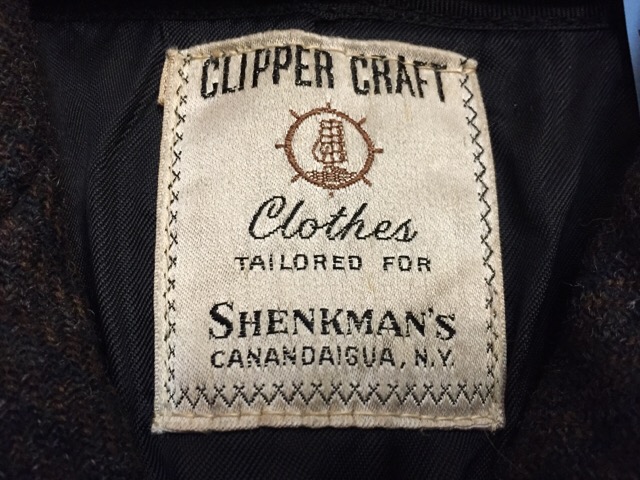 CLIPPER CRAFT
Clothes
TAILORED FOR
SHENKMAN'S
CANANDAIGUA, N.Y.